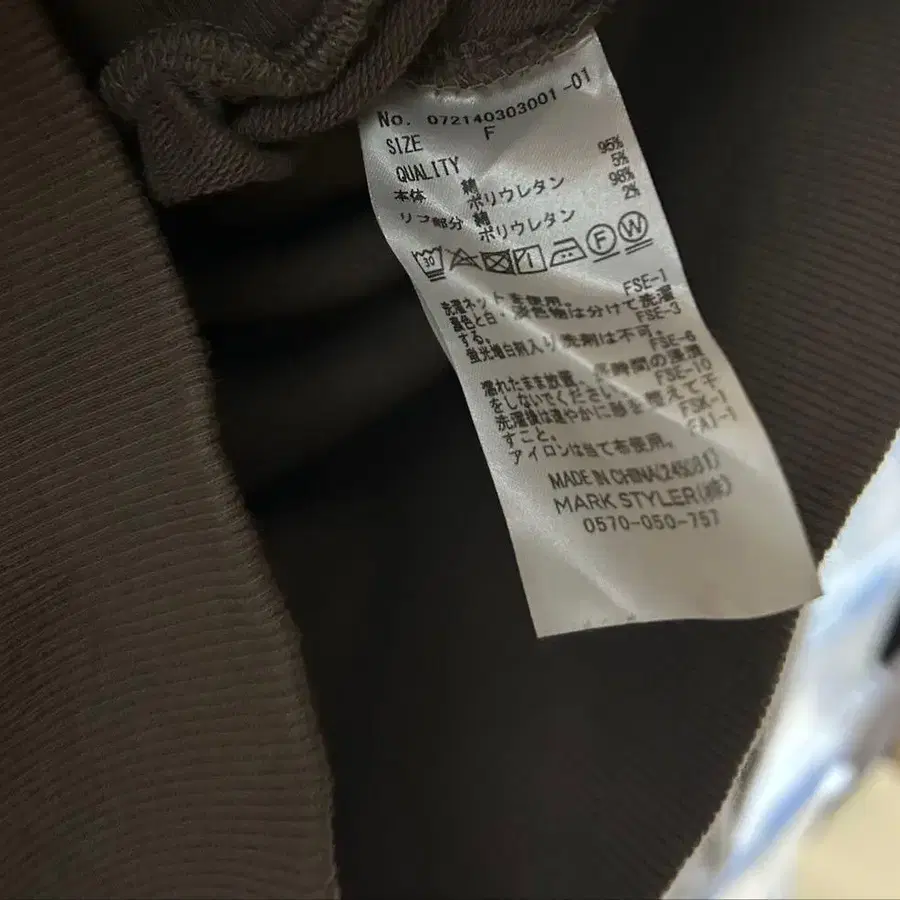 No. 072140303001-01
SIZE F
QUALITY
本体 綿 95%
ポリウレタン 5%
リブ部分 綿 98%
ポリウレタン 2%
30 F W
洗濯ネットを使用。 FSE-1
濃色と白・淡色物は分けて洗濯
する。 FSE-3
蛍光増白剤入り洗剤は不可。
FSE-6
濡れたまま放置、長時間の浸漬
をしないでください。 FSE-10
洗濯後は速やかに形を整えて干
すこと。 FSK-1
アイロンは当て布使用。 FA1-1
MADE IN CHINA
MARK STYLER(株)
0570-050-757